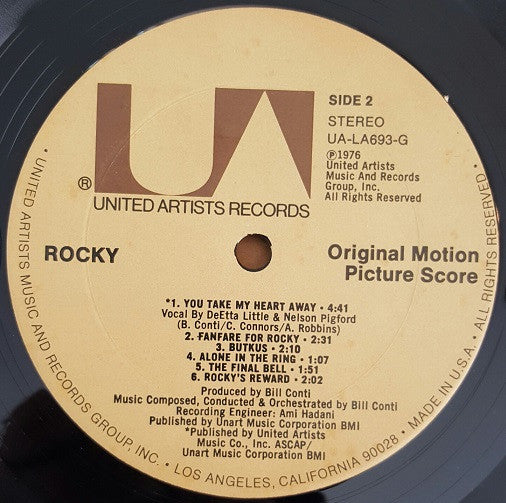 UA
SIDE 2
STEREO
UA-LA693-G
℗1976
United Artists
Music And Records
Group, Inc.
All Rights Reserved
®
UNITED ARTISTS RECORDS
ROCKY
Original Motion
Picture Score
*1. YOU TAKE MY HEART AWAY • 4:41
Vocal By DeEtta Little & Nelson Pigford
(B. Conti/C. Connors/A. Robbins)
2. FANFARE FOR ROCKY • 2:31
3. BUTKUS • 2:10
4. ALONE IN THE RING • 1:07
5. THE FINAL BELL • 1:51
6. ROCKY'S REWARD • 2:02
Produced by Bill Conti
Music Composed, Conducted & Orchestrated by Bill Conti
Recording Engineer: Ami Hadani
Published by Unart Music Corporation BMI
*Published by United Artists
Music Co., Inc. ASCAP/
Unart Music Corporation BMI
• UNITED ARTISTS MUSIC AND RECORDS GROUP, INC. • LOS ANGELES, CALIFORNIA 90028 • MADE IN U.S.A. • ALL RIGHTS RESERVED